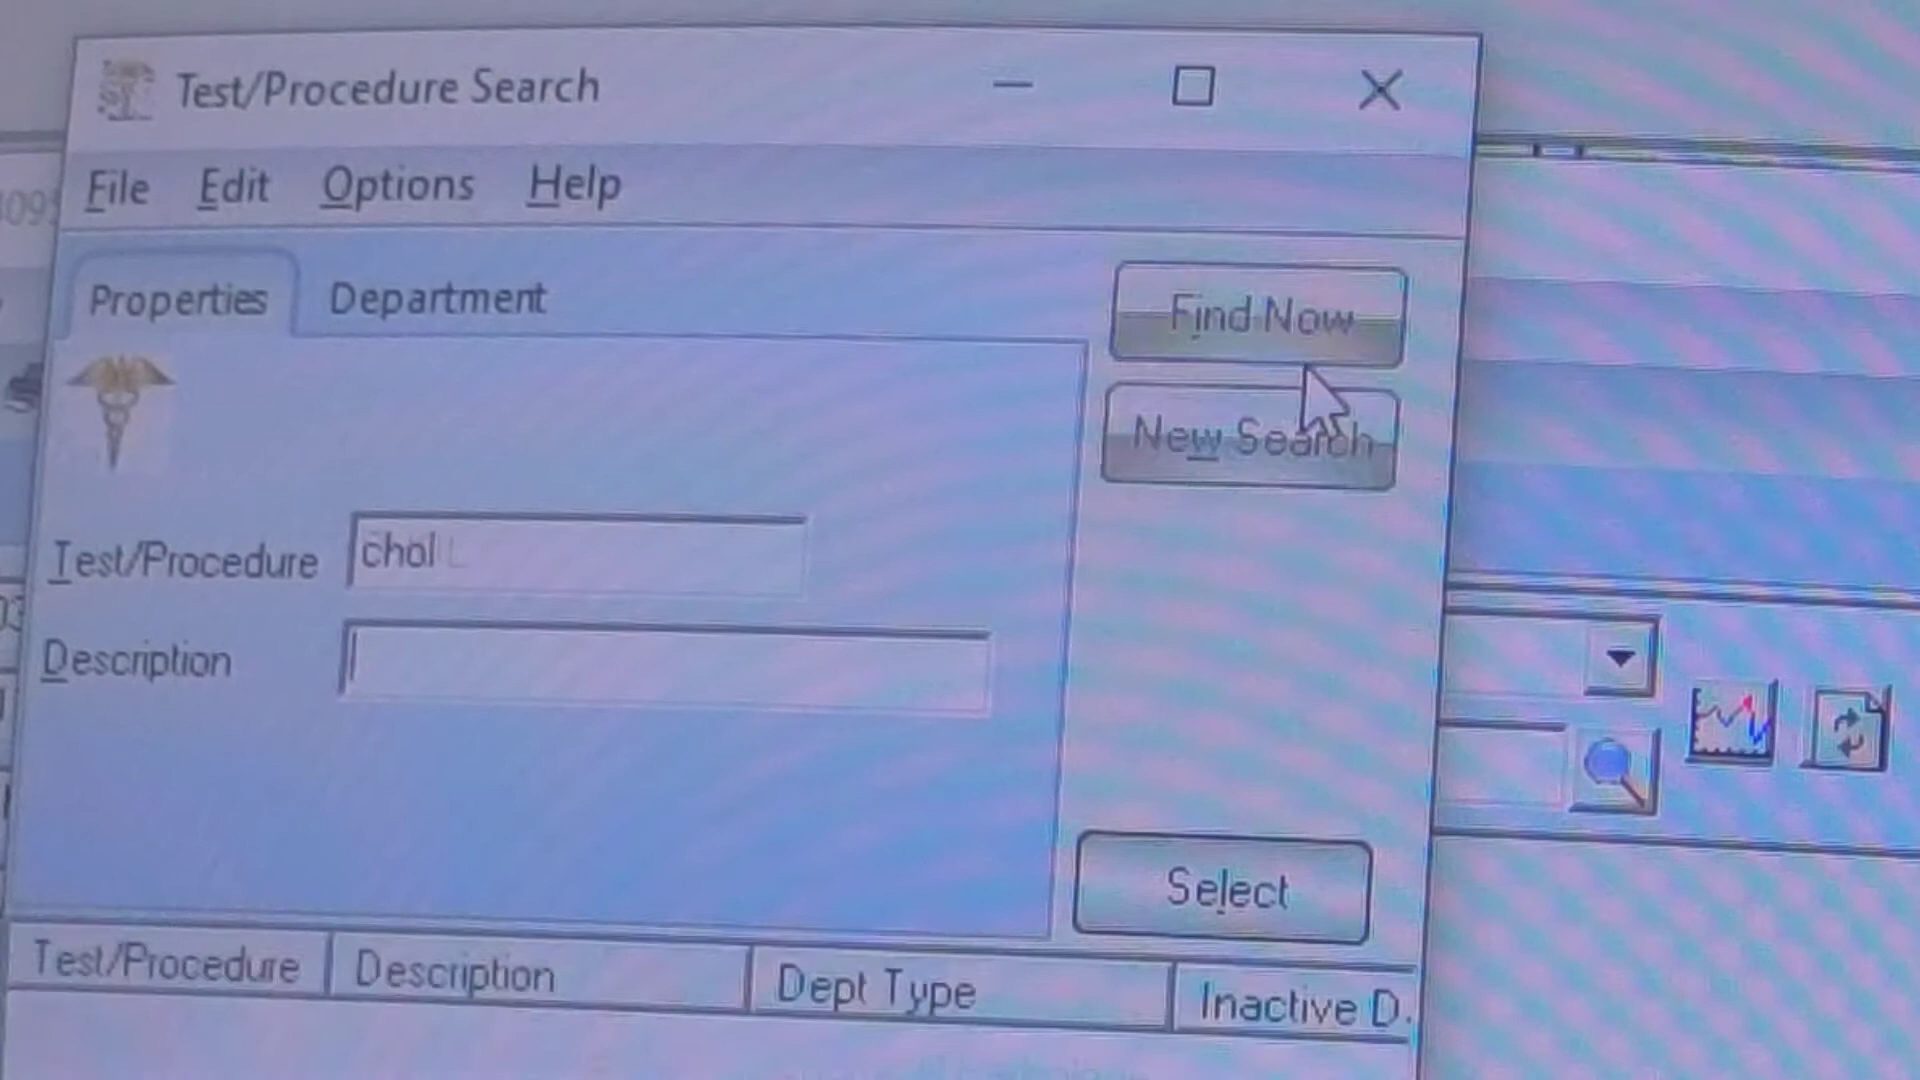 Test/Procedure Search
File Edit Options Help
Properties Department
Find Now
New Search
Test/Procedure chol
Description
Select
Test/Procedure Description Dept Type Inactive D.